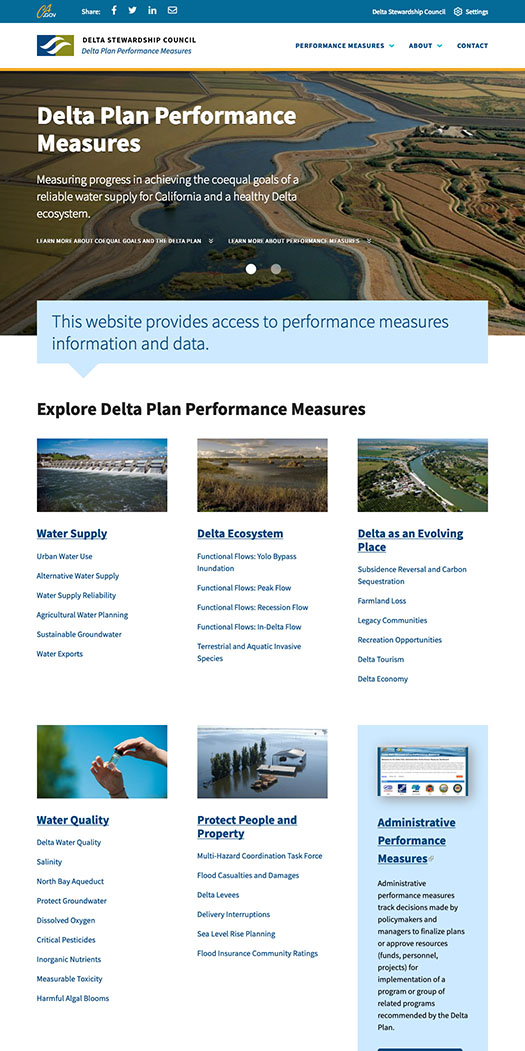 CA.GOV
Share:
Delta Stewardship Council
Settings
DELTA STEWARDSHIP COUNCIL
Delta Plan Performance Measures
PERFORMANCE MEASURES
ABOUT
CONTACT
Delta Plan Performance
Measures
Measuring progress in achieving the coequal goals of a
reliable water supply for California and a healthy Delta
ecosystem.
LEARN MORE ABOUT COEQUAL GOALS AND THE DELTA PLAN
LEARN MORE ABOUT PERFORMANCE MEASURES
This website provides access to performance measures
information and data.
Explore Delta Plan Performance Measures
Water Supply
Urban Water Use
Alternative Water Supply
Water Supply Reliability
Agricultural Water Planning
Sustainable Groundwater
Water Exports
Delta Ecosystem
Functional Flows: Yolo Bypass
Inundation
Functional Flows: Peak Flow
Functional Flows: Recession Flow
Functional Flows: In-Delta Flow
Terrestrial and Aquatic Invasive
Species
Delta as an Evolving
Place
Subsidence Reversal and Carbon
Sequestration
Farmland Loss
Legacy Communities
Recreation Opportunities
Delta Tourism
Delta Economy
Water Quality
Delta Water Quality
Salinity
North Bay Aqueduct
Protect Groundwater
Dissolved Oxygen
Critical Pesticides
Inorganic Nutrients
Measurable Toxicity
Harmful Algal Blooms
Protect People and
Property
Multi-Hazard Coordination Task Force
Flood Casualties and Damages
Delta Levees
Delivery Interruptions
Sea Level Rise Planning
Flood Insurance Community Ratings
Administrative
Performance
Measures
Administrative
performance measures
track decisions made by
policymakers and
managers to finalize plans
or approve resources
(funds, personnel,
projects) for
implementation of a
program or group of
related programs
recommended by the Delta
Plan.